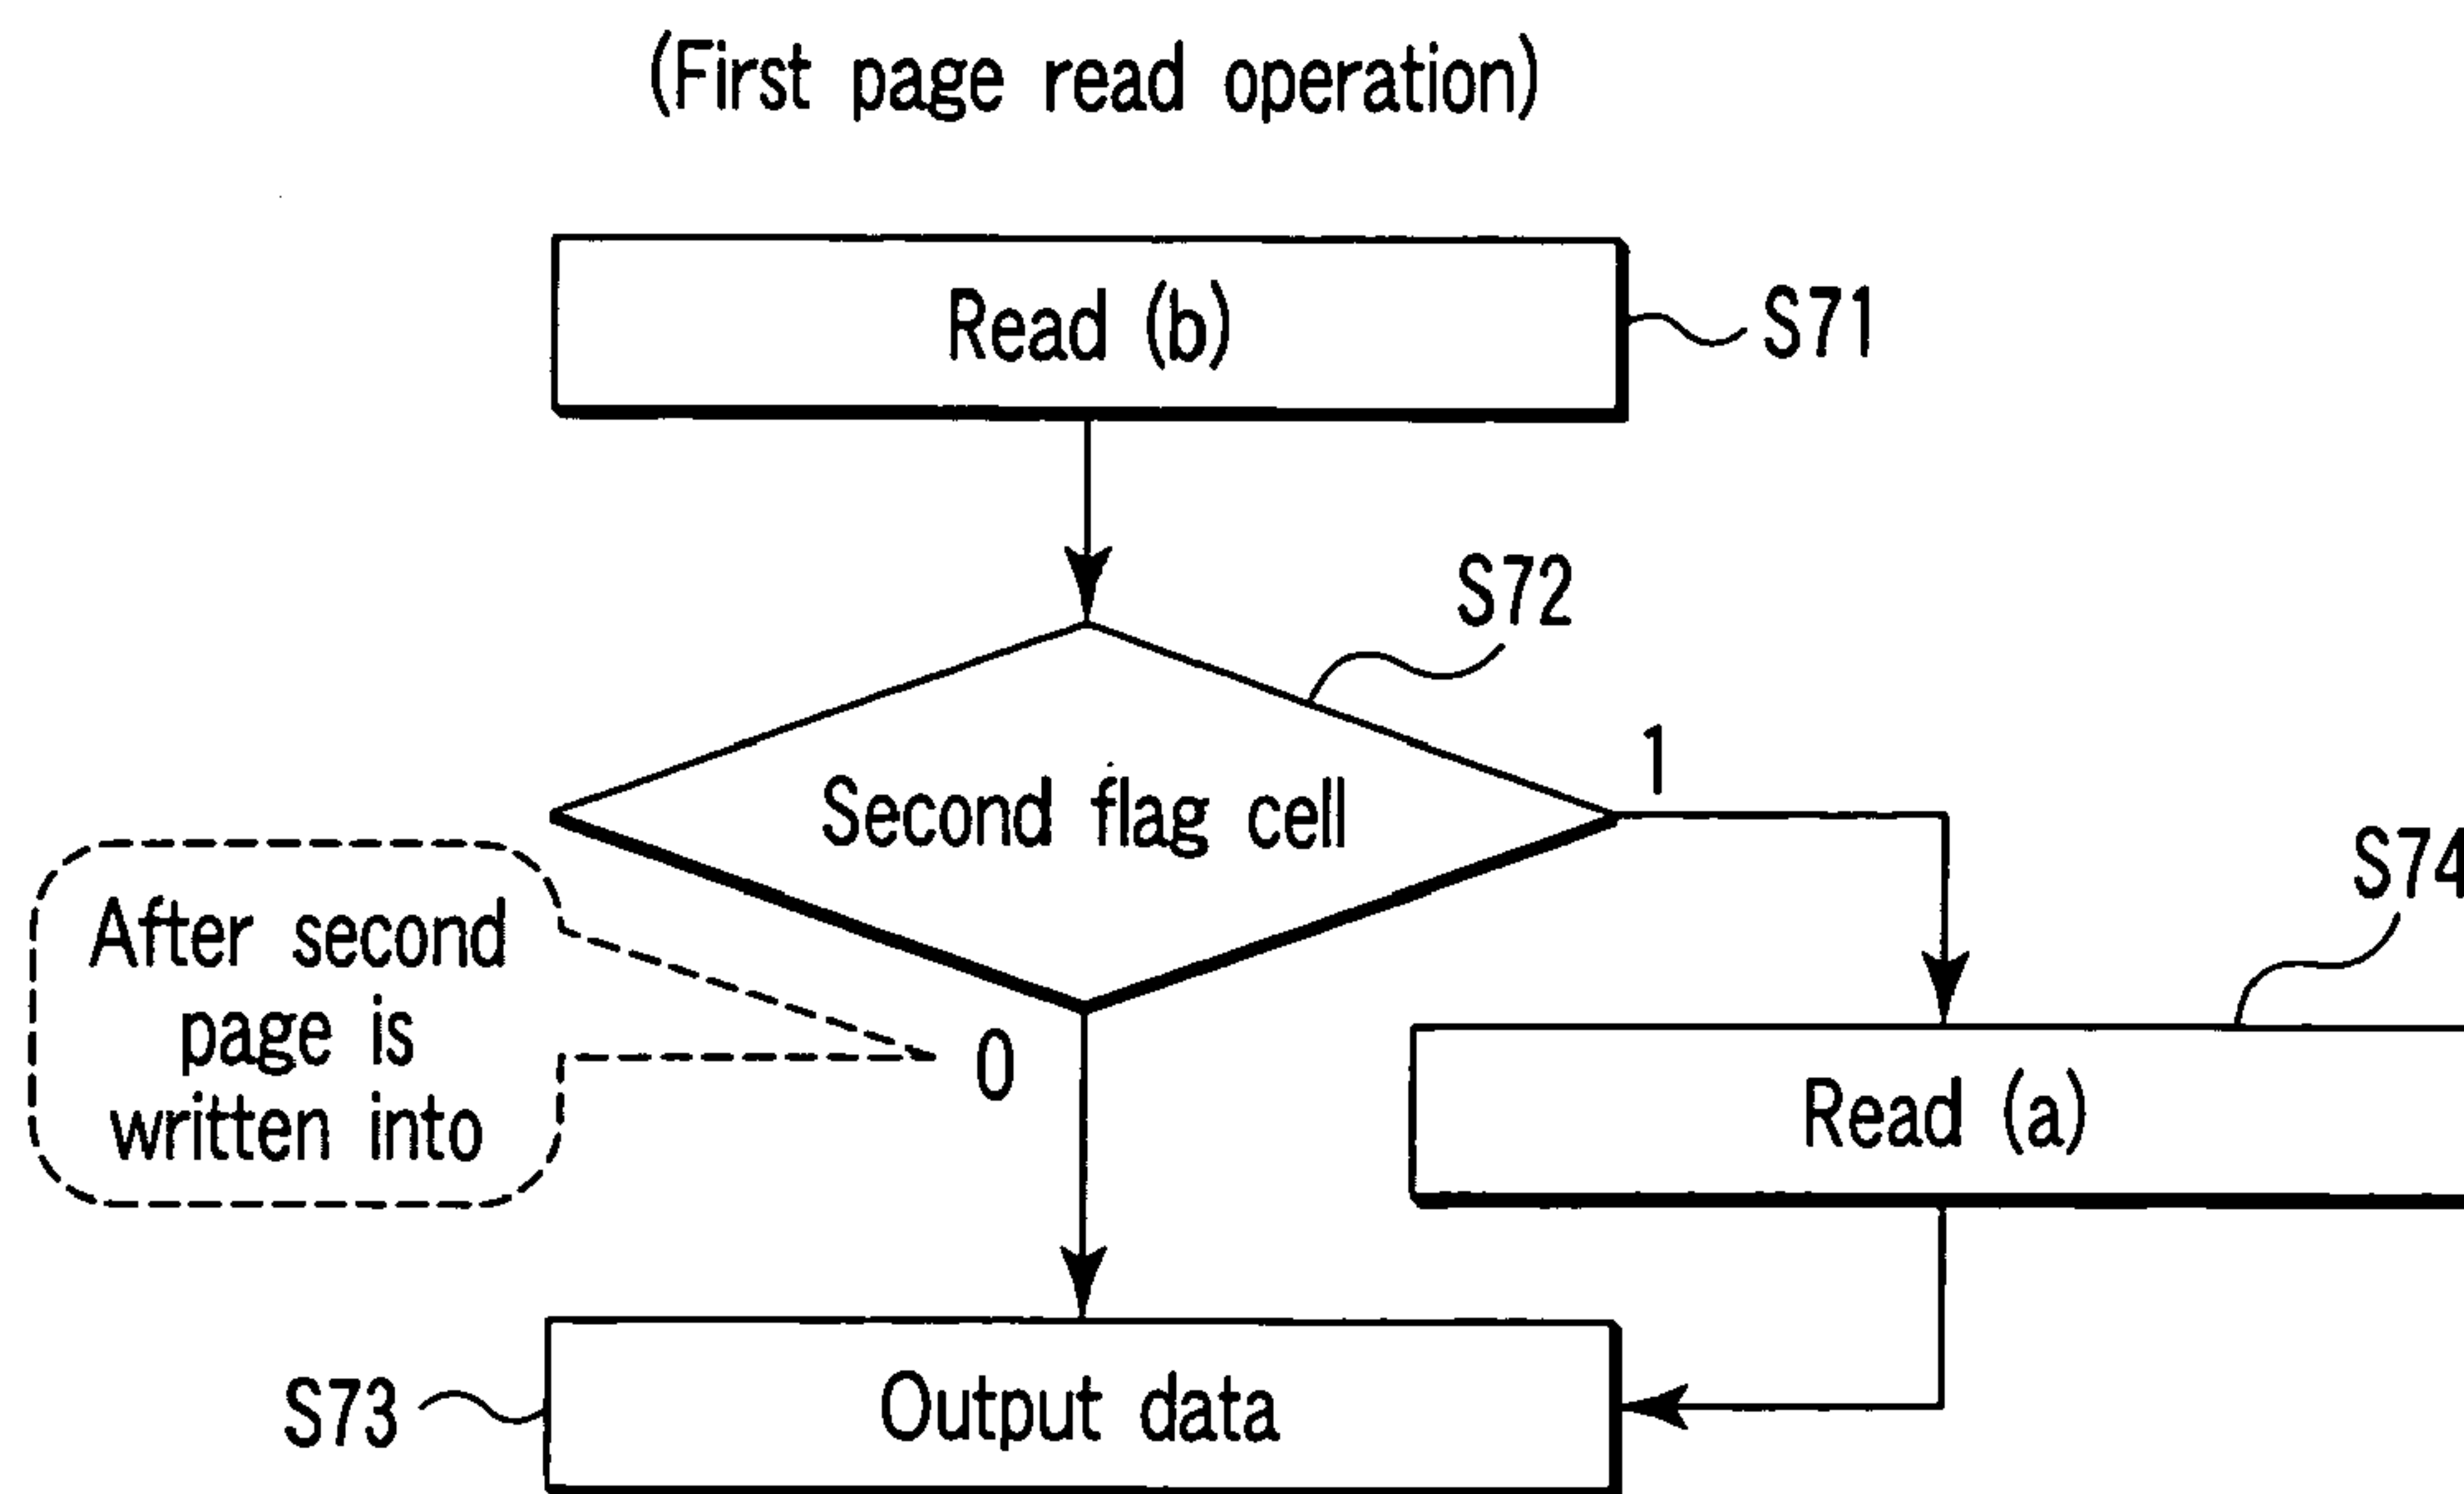 (First page read operation)
Read (b)
S71
S72
Second flag cell
1
S74
After second
page is
written into
0
Read (a)
S73
Output data